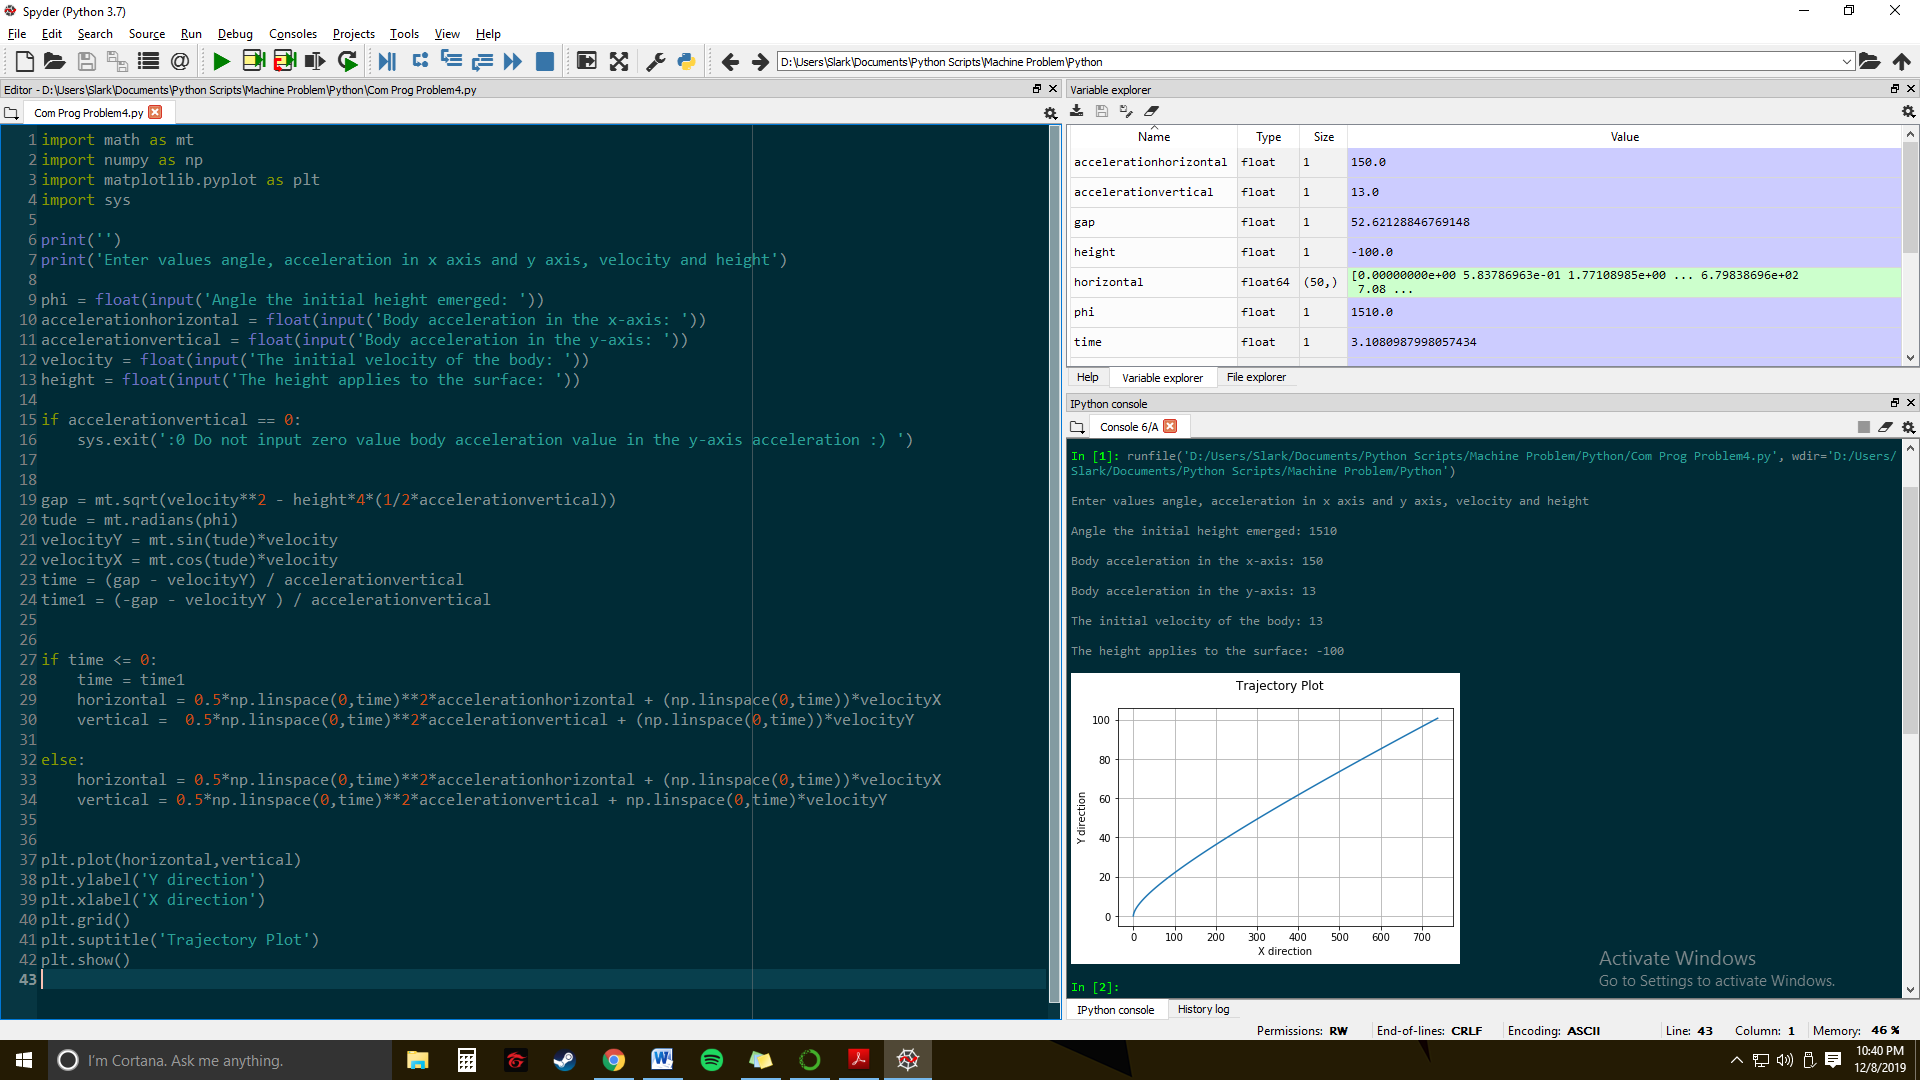 Spyder (Python 3.7)
File Edit Search Source Run Debug Consoles Projects Tools View Help
D:\Users\Slark\Documents\Python Scripts\Machine Problem\Python
Editor - D:\Users\Slark\Documents\Python Scripts\Machine Problem\Python\Com Prog Problem4.py
Com Prog Problem4.py
1 import math as mt
2 import numpy as np
3 import matplotlib.pyplot as plt
4 import sys
5
6 print('')
7 print('Enter values angle, acceleration in x axis and y axis, velocity and height')
8
9 phi = float(input('Angle the initial height emerged: '))
10 accelerationhorizontal = float(input('Body acceleration in the x-axis: '))
11 accelerationvertical = float(input('Body acceleration in the y-axis: '))
12 velocity = float(input('The initial velocity of the body: '))
13 height = float(input('The height applies to the surface: '))
14
15 if accelerationvertical == 0:
16     sys.exit(':0 Do not input zero value body acceleration value in the y-axis acceleration :) ')
17
18
19 gap = mt.sqrt(velocity**2 - height*4*(1/2*accelerationvertical))
20 tude = mt.radians(phi)
21 velocityY = mt.sin(tude)*velocity
22 velocityX = mt.cos(tude)*velocity
23 time = (gap - velocityY) / accelerationvertical
24 time1 = (-gap - velocityY ) / accelerationvertical
25
26
27 if time <= 0:
28     time = time1
29     horizontal = 0.5*np.linspace(0,time)**2*accelerationhorizontal + (np.linspace(0,time))*velocityX
30     vertical =  0.5*np.linspace(0,time)**2*accelerationvertical + (np.linspace(0,time))*velocityY
31
32 else:
33     horizontal = 0.5*np.linspace(0,time)**2*accelerationhorizontal + (np.linspace(0,time))*velocityX
34     vertical = 0.5*np.linspace(0,time)**2*accelerationvertical + np.linspace(0,time)*velocityY
35
36
37 plt.plot(horizontal,vertical)
38 plt.ylabel('Y direction')
39 plt.xlabel('X direction')
40 plt.grid()
41 plt.suptitle('Trajectory Plot')
42 plt.show()
43
Variable explorer
Name Type Size Value
accelerationhorizontal float 1 150.0
accelerationvertical float 1 13.0
gap float 1 52.62128846769148
height float 1 -100.0
horizontal float64 (50,) [0.00000000e+00 5.83786963e-01 1.77108985e+00 ... 6.79838696e+02
7.08 ...
phi float 1 1510.0
time float 1 3.1080987998057434
Help Variable explorer File explorer
IPython console
Console 6/A
In [1]: runfile('D:/Users/Slark/Documents/Python Scripts/Machine Problem/Python/Com Prog Problem4.py', wdir='D:/Users/
Slark/Documents/Python Scripts/Machine Problem/Python')
Enter values angle, acceleration in x axis and y axis, velocity and height
Angle the initial height emerged: 1510
Body acceleration in the x-axis: 150
Body acceleration in the y-axis: 13
The initial velocity of the body: 13
The height applies to the surface: -100
Trajectory Plot
Y direction
100
80
60
40
20
0
0 100 200 300 400 500 600 700
X direction
In [2]:
Activate Windows
Go to Settings to activate Windows.
IPython console History log
Permissions: RW End-of-lines: CRLF Encoding: ASCII Line: 43 Column: 1 Memory: 46 %
I'm Cortana. Ask me anything.
10:40 PM
12/8/2019